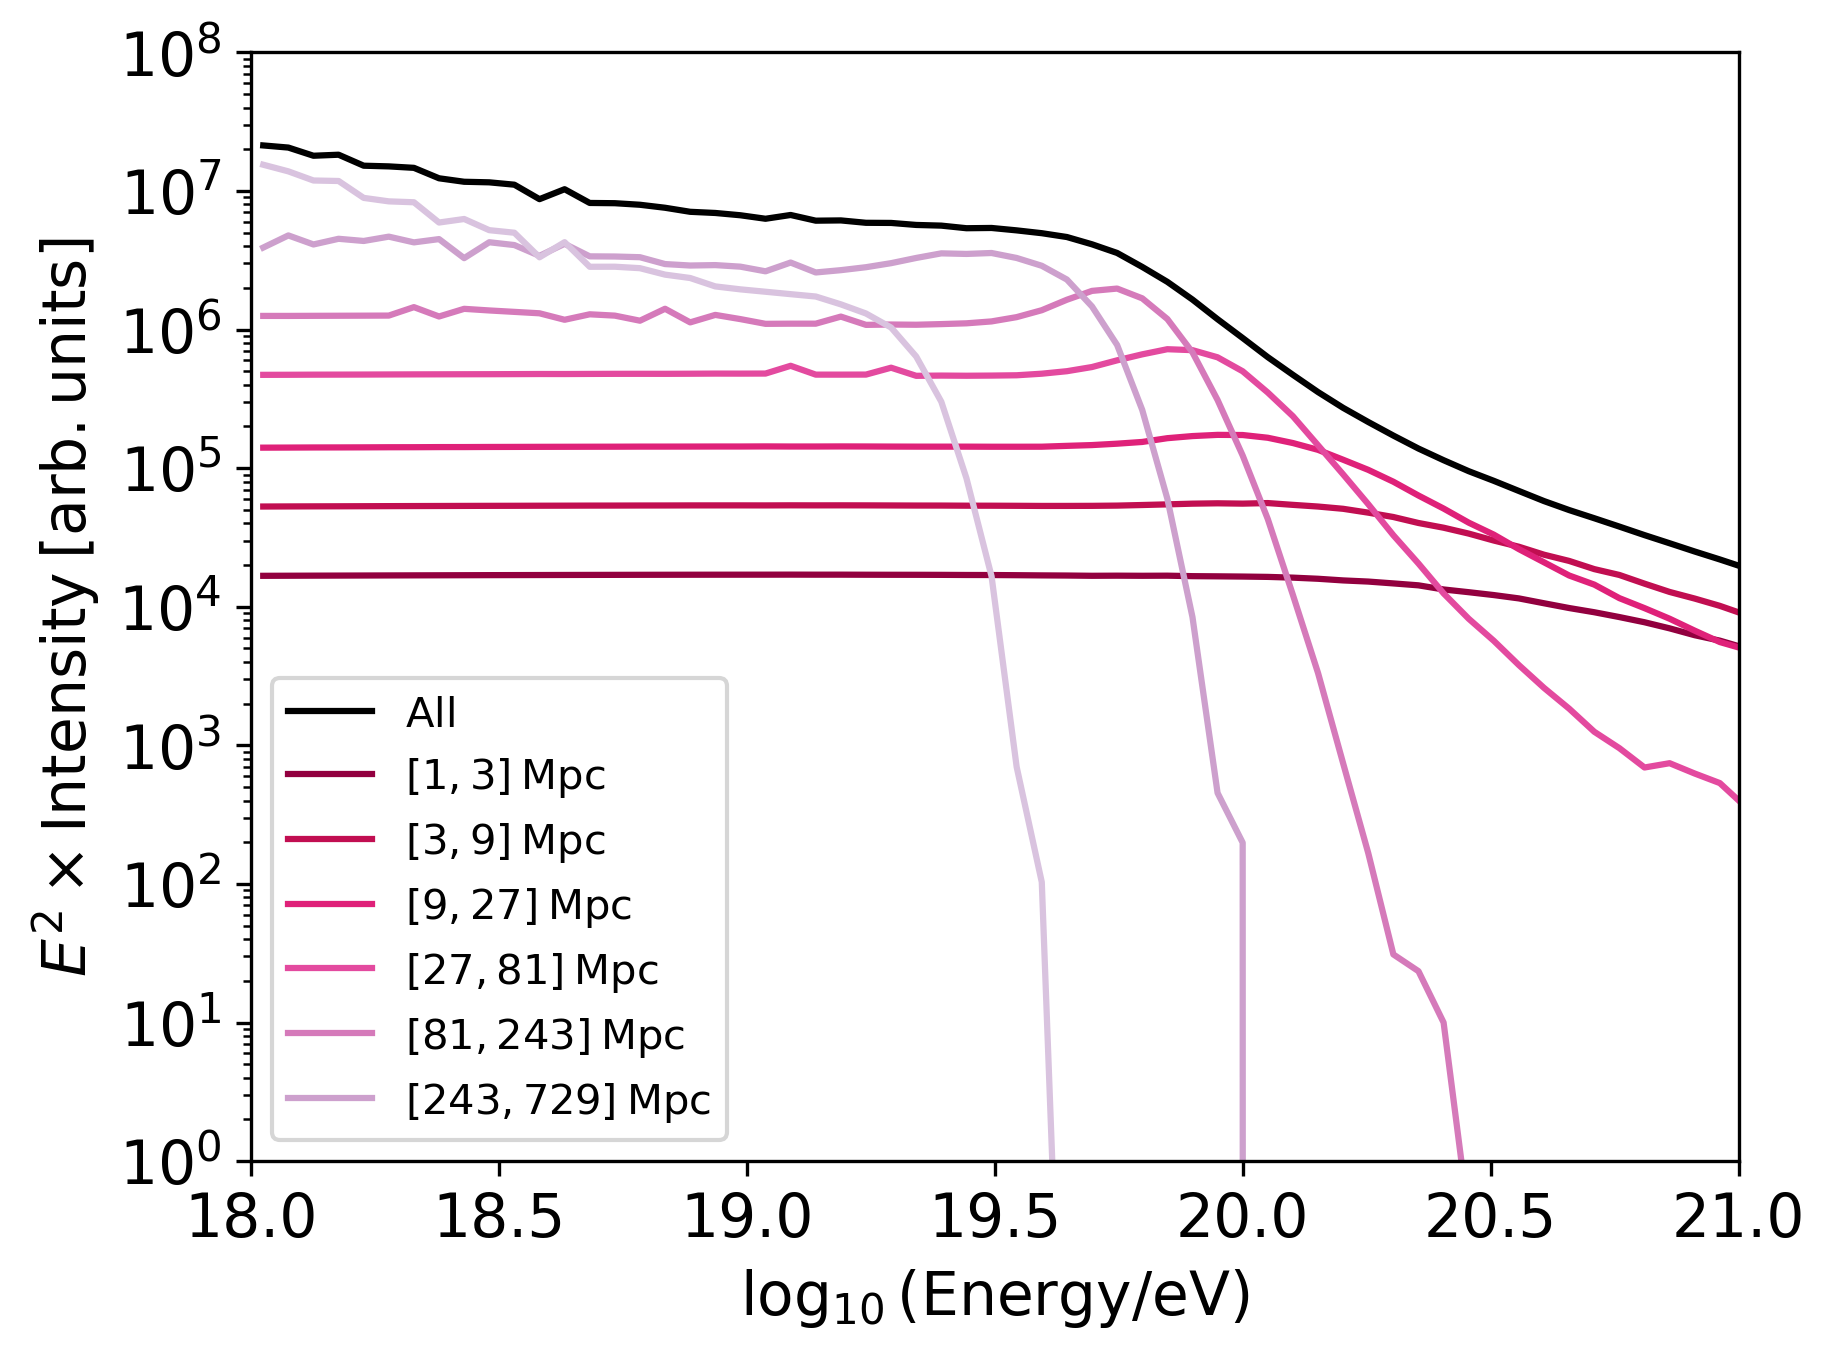 10^8
10^7
10^6
10^5
10^4
10^3
10^2
10^1
10^0
E^2 × Intensity [arb. units]
All
[1, 3] Mpc
[3, 9] Mpc
[9, 27] Mpc
[27, 81] Mpc
[81, 243] Mpc
[243, 729] Mpc
18.0 18.5 19.0 19.5 20.0 20.5 21.0
log_10 (Energy/eV)